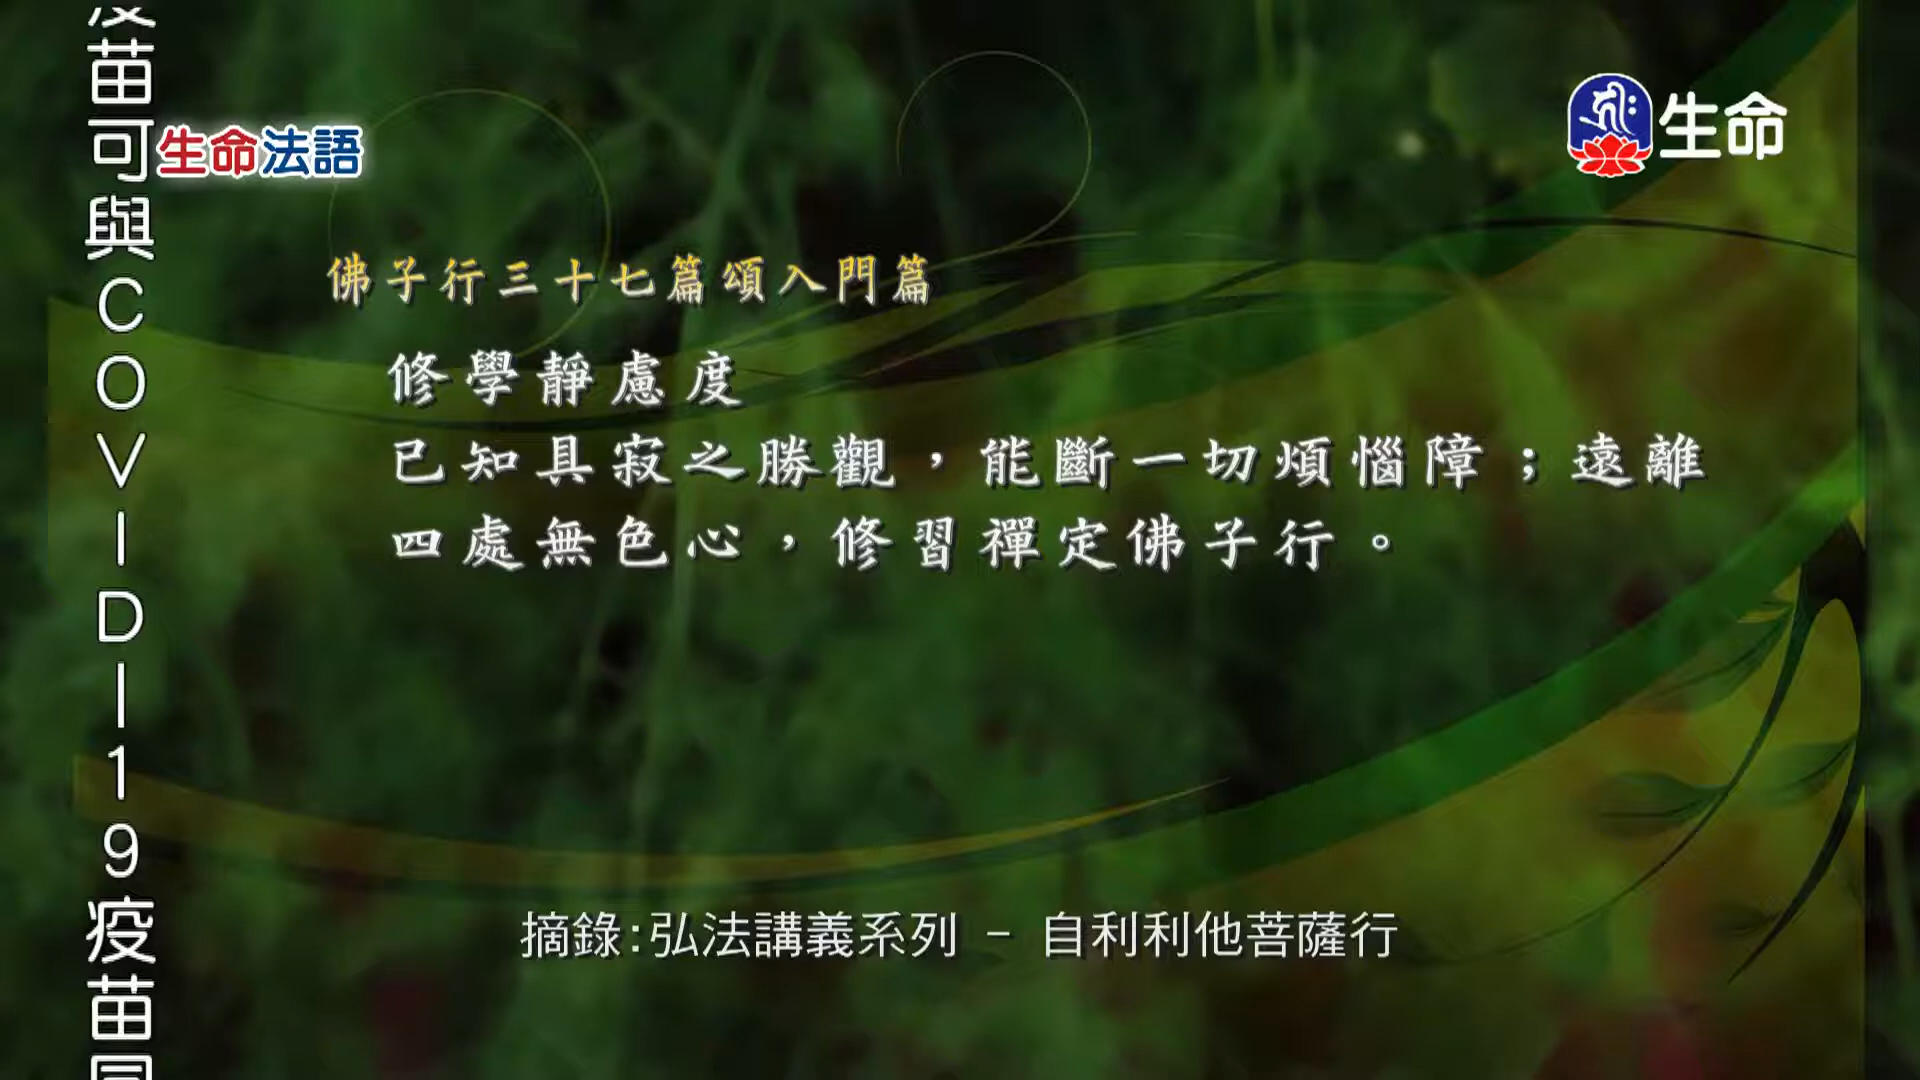 苗可與COVID-19疫苗
生命法語
生命
佛子行三十七篇頌入門篇
修學靜慮度
已知具寂之勝觀，能斷一切煩惱障；遠離
四處無色心，修習禪定佛子行。
摘錄:弘法講義系列 - 自利利他菩薩行